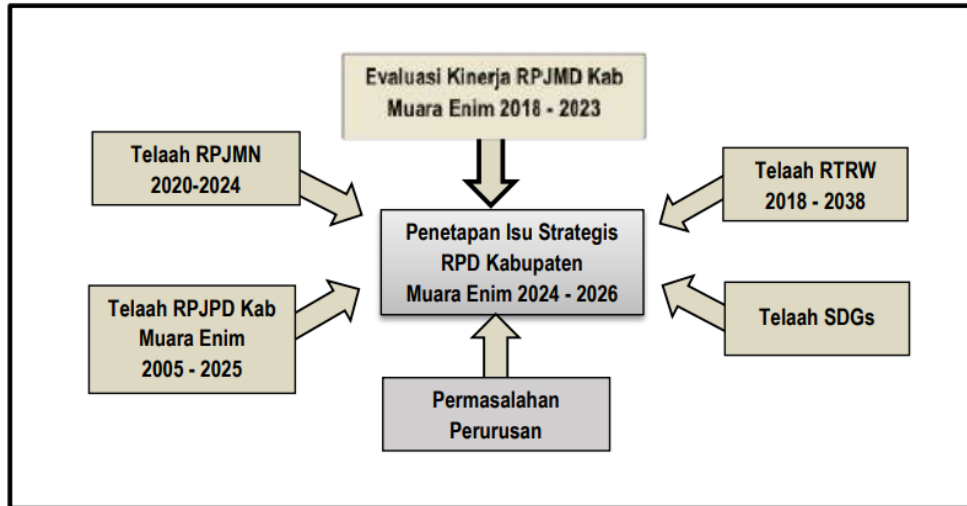 Evaluasi Kinerja RPJMD Kab
Muara Enim 2018 - 2023
Telaah RPJMN
2020-2024
Telaah RTRW
2018 - 2038
Penetapan Isu Strategis
RPD Kabupaten
Muara Enim 2024 - 2026
Telaah RPJPD Kab
Muara Enim
2005 - 2025
Telaah SDGs
Permasalahan
Perurusan